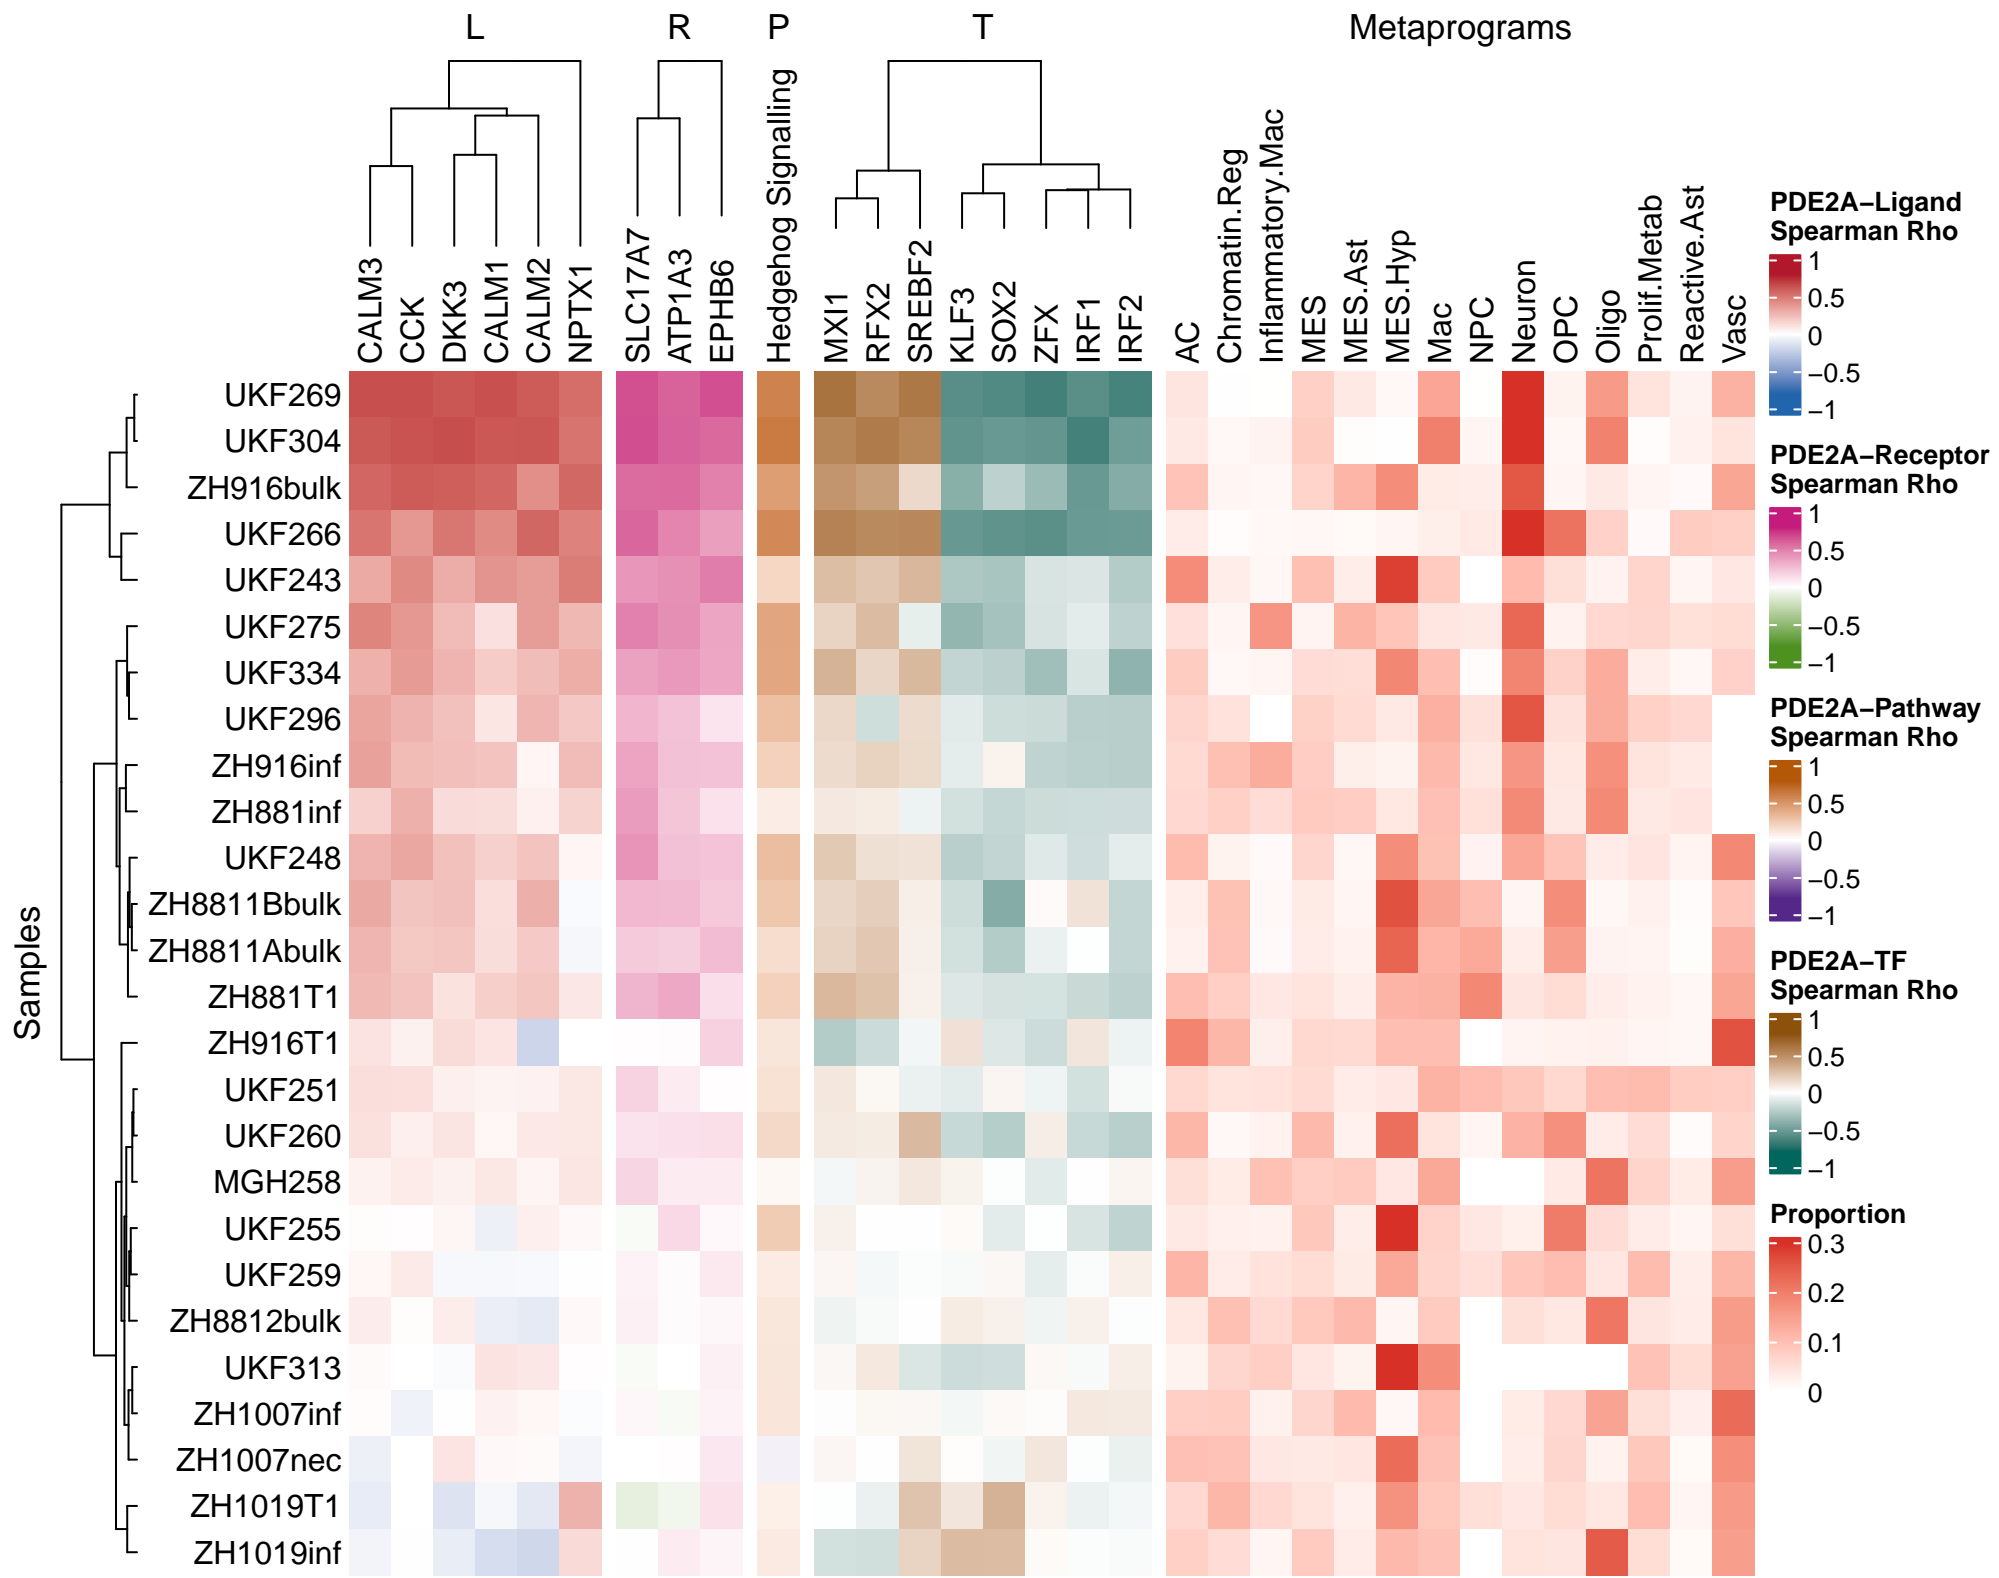 L R P T Metaprograms
CALM3 CCK DKK3 CALM1 CALM2 NPTX1 SLC17A7 ATP1A3 EPHB6 Hedgehog Signalling MXI1 RFX2 SREBF2 KLF3 SOX2 ZFX IRF1 IRF2 AC Chromatin.Reg Inflammatory.Mac MES MES.Ast MES.Hyp Mac NPC Neuron OPC Oligo Prolif.Metab Reactive.Ast Vasc
Samples
UKF269
UKF304
ZH916bulk
UKF266
UKF243
UKF275
UKF334
UKF296
ZH916inf
ZH881inf
UKF248
ZH8811Bbulk
ZH8811Abulk
ZH881T1
ZH916T1
UKF251
UKF260
MGH258
UKF255
UKF259
ZH8812bulk
UKF313
ZH1007inf
ZH1007nec
ZH1019T1
ZH1019inf
PDE2A−Ligand
Spearman Rho
1
0.5
0
−0.5
−1
PDE2A−Receptor
Spearman Rho
1
0.5
0
−0.5
−1
PDE2A−Pathway
Spearman Rho
1
0.5
0
−0.5
−1
PDE2A−TF
Spearman Rho
1
0.5
0
−0.5
−1
Proportion
0.3
0.2
0.1
0